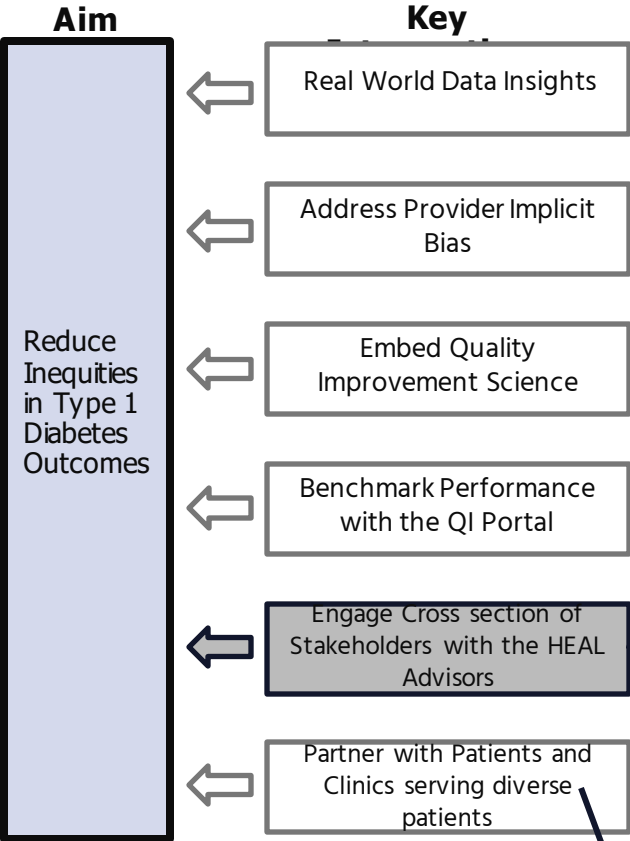 Aim
Key
Real World Data Insights
Address Provider Implicit
Bias
Embed Quality
Improvement Science
Reduce
Inequities
in Type 1
Diabetes
Outcomes
Benchmark Performance
with the QI Portal
Engage Cross section of
Stakeholders with the HEAL
Advisors
Partner with Patients and
Clinics serving diverse
patients